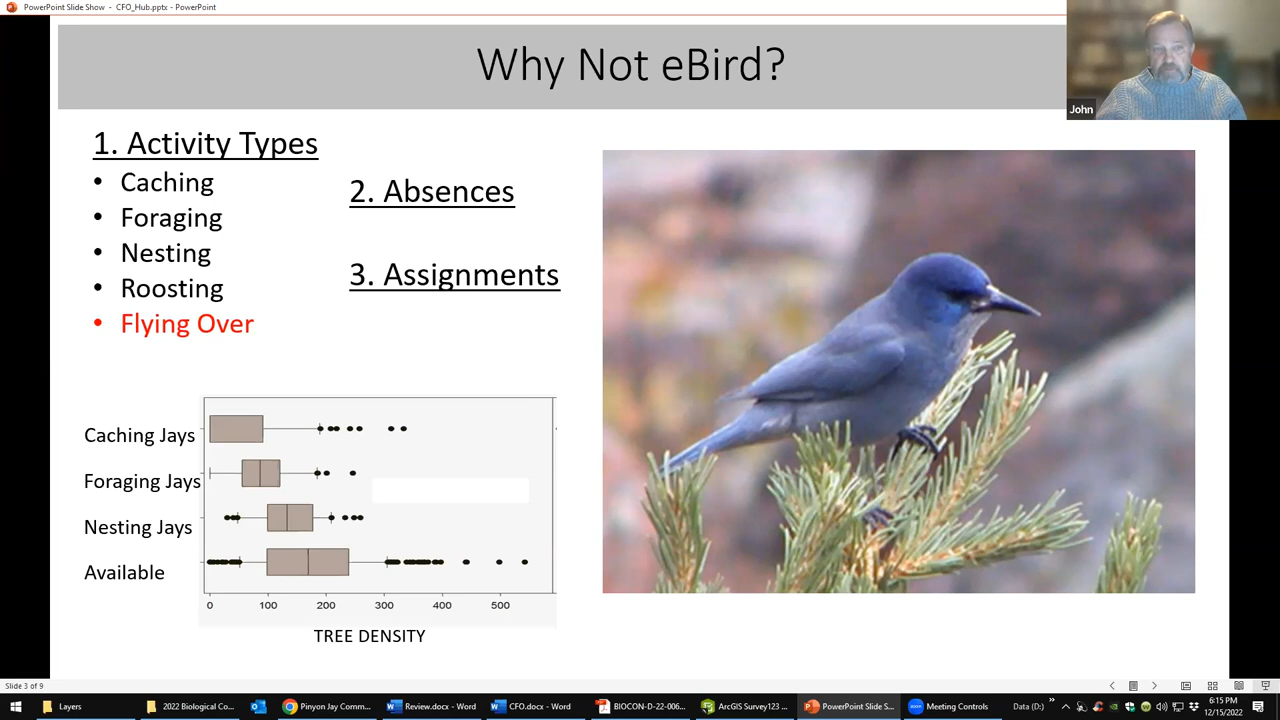 PowerPoint Slide Show - CFO_Hub.pptx - PowerPoint
Why Not eBird?
John
1. Activity Types
• Caching
• Foraging
• Nesting
• Roosting
• Flying Over
2. Absences
3. Assignments
Caching Jays
Foraging Jays
Nesting Jays
Available
0 100 200 300 400 500
TREE DENSITY
Slide 3 of 9
Layers
2022 Biological Co...
Pinyon Jay Comm...
Review.docx - Word
CFO.docx - Word
BIOCON-D-22-006...
ArcGIS Survey123 ...
PowerPoint Slide S...
Meeting Controls
Data (D:)
6:15 PM
12/15/2022